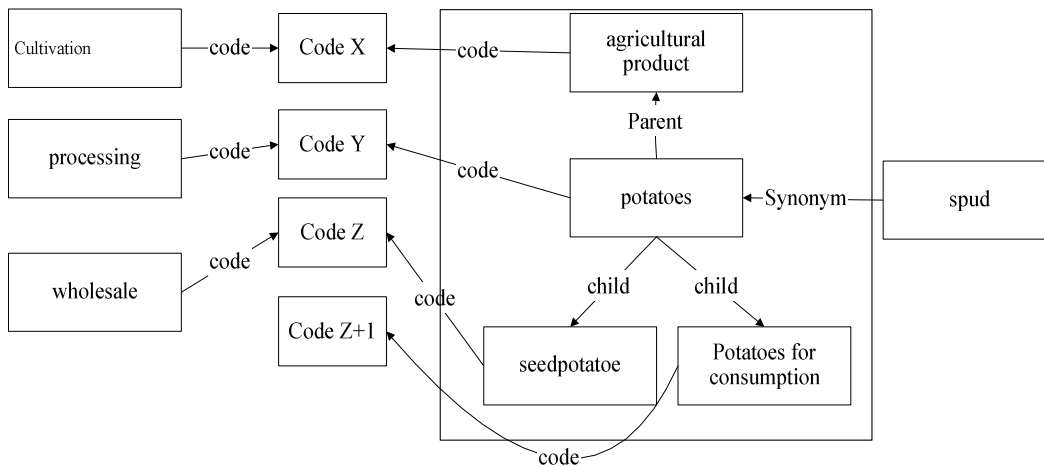 Cultivation
code
Code X
code
agricultural
product
Parent
processing
code
Code Y
code
potatoes
Synonym
spud
wholesale
code
Code Z
code
child
child
Code Z+1
seedpotatoe
Potatoes for
consumption
code